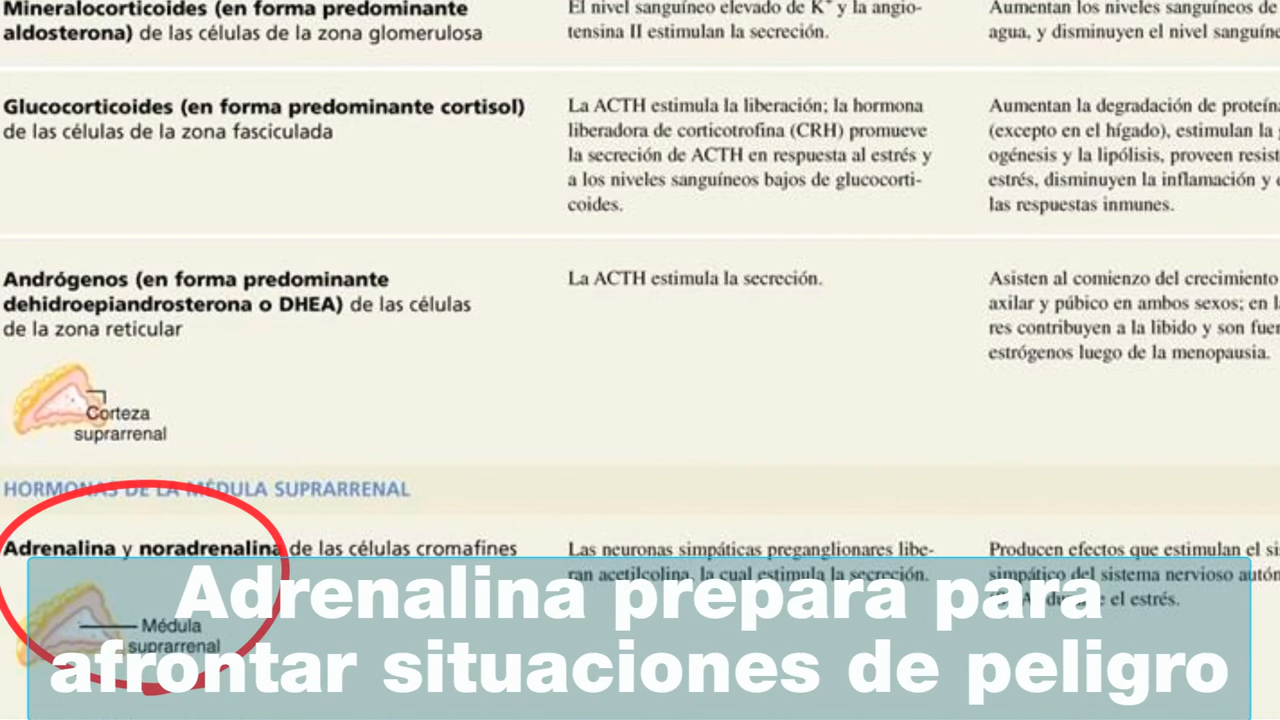 Mineralocorticoides (en forma predominante
aldosterona) de las células de la zona glomerulosa
El nivel sanguíneo elevado de K+ y la angio-
tensina II estimulan la secreción.
Aumentan los niveles sanguíneos de
agua, y disminuyen el nivel
Glucocorticoides (en forma predominante cortisol)
de las células de la zona fasciculada
La ACTH estimula la liberación; la hormona
liberadora de corticotrofina (CRH) promueve
la secreción de ACTH en respuesta al estrés y
a los niveles sanguíneos bajos de glucocorti-
coides.
Aumentan la degradación de
(excepto en el hígado), estimulan la
ogénesis y la lipólisis, proveen
estrés, disminuyen la inflamación y
las respuestas inmunes.
Andrógenos (en forma predominante
dehidroepiandrosterona o DHEA) de las células
de la zona reticular
La ACTH estimula la secreción.
Asisten al comienzo del crecimiento
axilar y púbico en ambos sexos; en
res contribuyen a la libido y son
estrógenos luego de la menopausia.
Corteza
suprarrenal
HORMONAS DE LA MÉDULA SUPRARRENAL
Adrenalina y noradrenalina de las células cromafines
Las neuronas simpáticas preganglionares libe-
ran acetilcolina, la cual estimula la secreción.
Producen efectos que estimulan el
simpático del sistema nervioso
el estrés.
Médula
suprarrenal
Adrenalina prepara para
afrontar situaciones de peligro